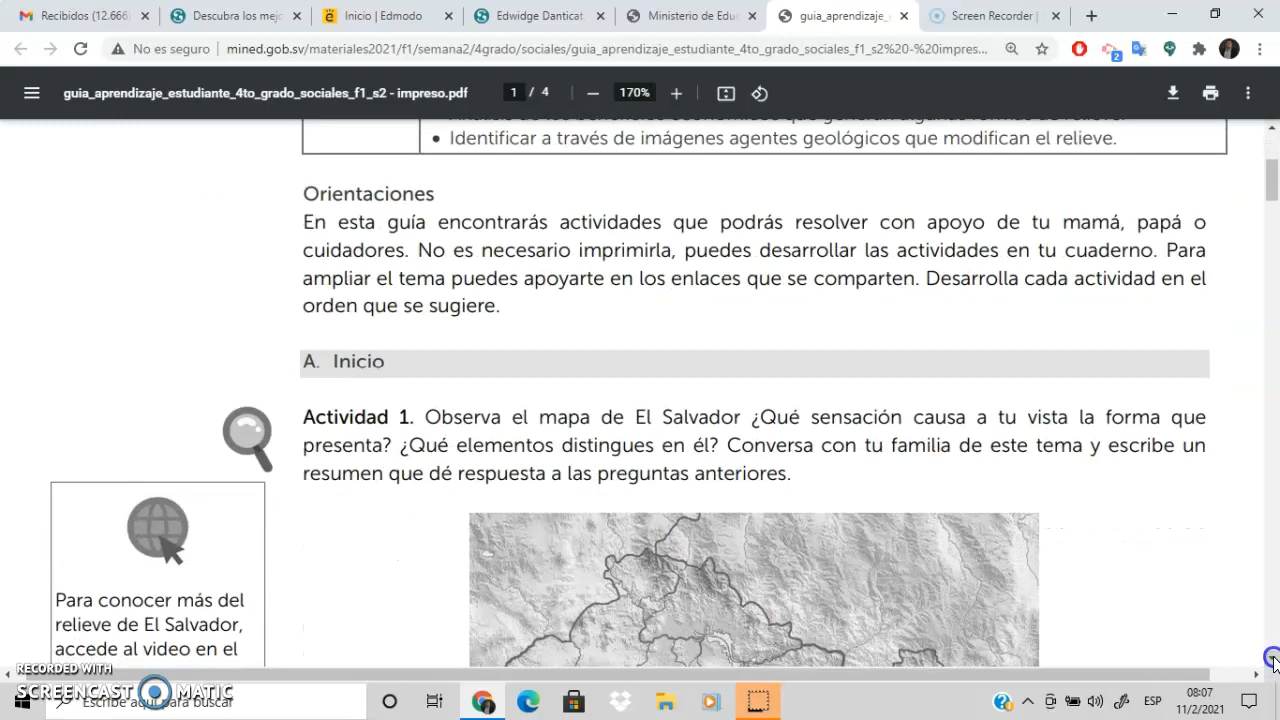 Recibidos (12.666)
Descubra los mej
Inicio | Edmodo
Edwidge Danticat
Ministerio de Edu
guia_aprendizaje_
Screen Recorder |
No es seguro | mined.gob.sv/materiales2021/f1/semana2/4grado/sociales/guia_aprendizaje_estudiante_4to_grado_sociales_f1_s2%20-%20impres...
2
guia_aprendizaje_estudiante_4to_grado_sociales_f1_s2 - impreso.pdf
1 / 4
170%
• Identificar a través de imágenes agentes geológicos que modifican el relieve.
Orientaciones
En esta guía encontrarás actividades que podrás resolver con apoyo de tu mamá, papá o
cuidadores. No es necesario imprimirla, puedes desarrollar las actividades en tu cuaderno. Para
ampliar el tema puedes apoyarte en los enlaces que se comparten. Desarrolla cada actividad en el
orden que se sugiere.
A. Inicio
Actividad 1. Observa el mapa de El Salvador ¿Qué sensación causa a tu vista la forma que
presenta? ¿Qué elementos distingues en él? Conversa con tu familia de este tema y escribe un
resumen que dé respuesta a las preguntas anteriores.
Para conocer más del
relieve de El Salvador,
accede al video en el
RECORDED WITH
SCREENCAST MATIC
Escribe aquí para buscar
ESP
08:07
11/2/2021